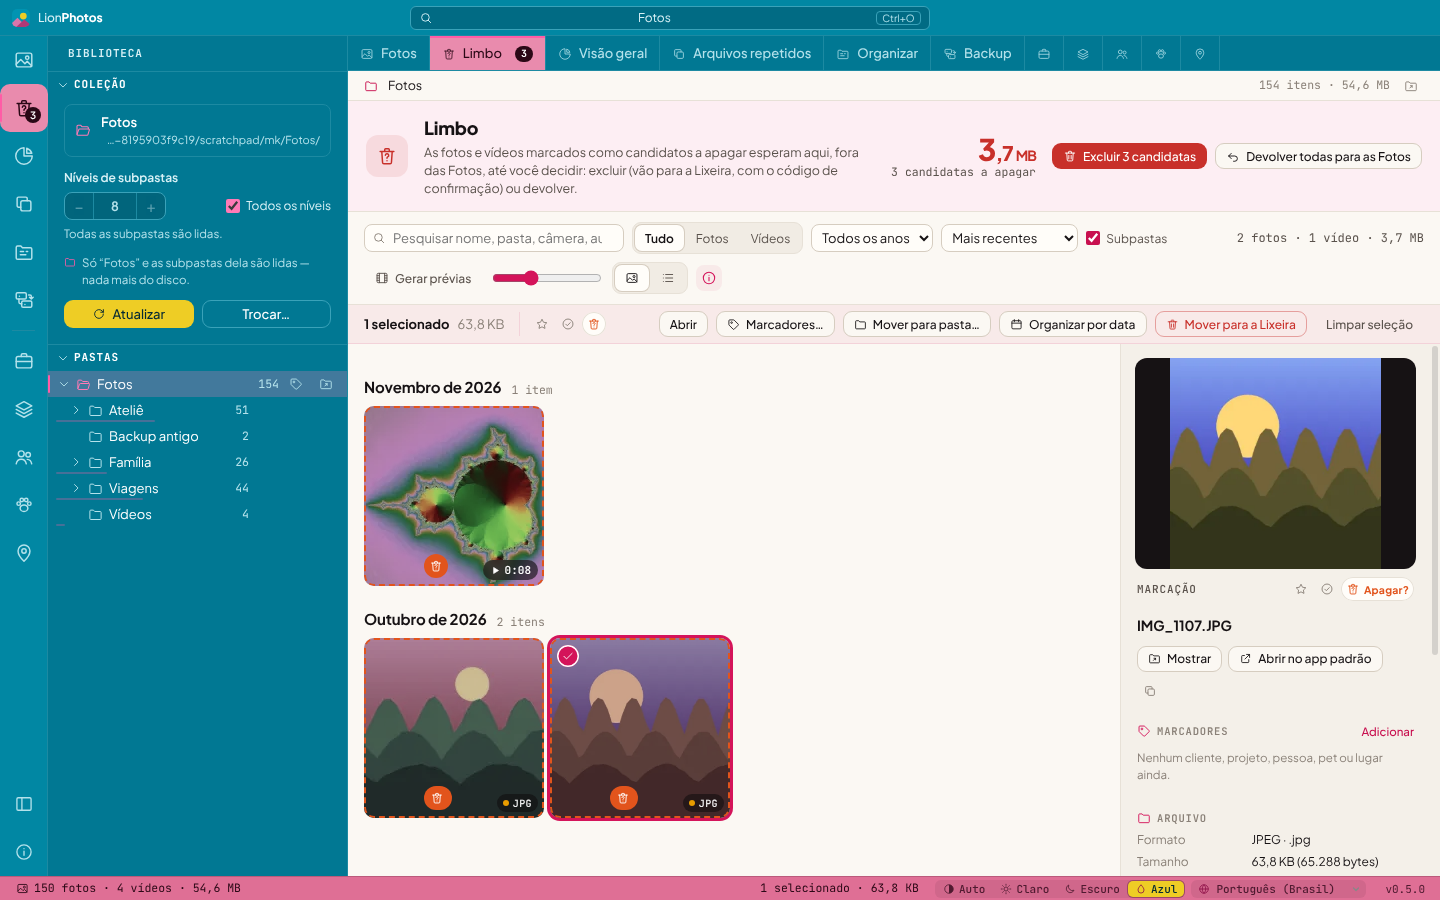 LionPhotos
Fotos
Ctrl+O
BIBLIOTECA
Fotos
Limbo
3
Visão geral
Arquivos repetidos
Organizar
Backup
3
COLEÇÃO
Fotos
…–8195903f9c19/scratchpad/mk/Fotos/
Níveis de subpastas
− 8 +
Todos os níveis
Todas as subpastas são lidas.
Só “Fotos” e as subpastas dela são lidas —
nada mais do disco.
Atualizar
Trocar…
PASTAS
Fotos 154
Ateliê 51
Backup antigo 2
Família 26
Viagens 44
Vídeos 4
Fotos
154 itens · 54,6 MB
Limbo
As fotos e vídeos marcados como candidatos a apagar esperam aqui, fora
das Fotos, até você decidir: excluir (vão para a Lixeira, com o código de
confirmação) ou devolver.
3,7 MB
3 candidatas a apagar
Excluir 3 candidatas
Devolver todas para as Fotos
Pesquisar nome, pasta, câmera, au
Tudo
Fotos
Vídeos
Todos os anos
Mais recentes
Subpastas
2 fotos · 1 vídeo · 3,7 MB
Gerar prévias
1 selecionado 63,8 KB
Abrir
Marcadores…
Mover para pasta…
Organizar por data
Mover para a Lixeira
Limpar seleção
Novembro de 2026 1 item
0:08
Outubro de 2026 2 itens
JPG
JPG
MARCAÇÃO
Apagar?
IMG_1107.JPG
Mostrar
Abrir no app padrão
MARCADORES
Adicionar
Nenhum cliente, projeto, pessoa, pet ou lugar
ainda.
ARQUIVO
Formato JPEG · .jpg
Tamanho 63,8 KB (65.288 bytes)
150 fotos · 4 vídeos · 54,6 MB
1 selecionado · 63,8 KB
Auto
Claro
Escuro
Azul
Português (Brasil)
v0.5.0